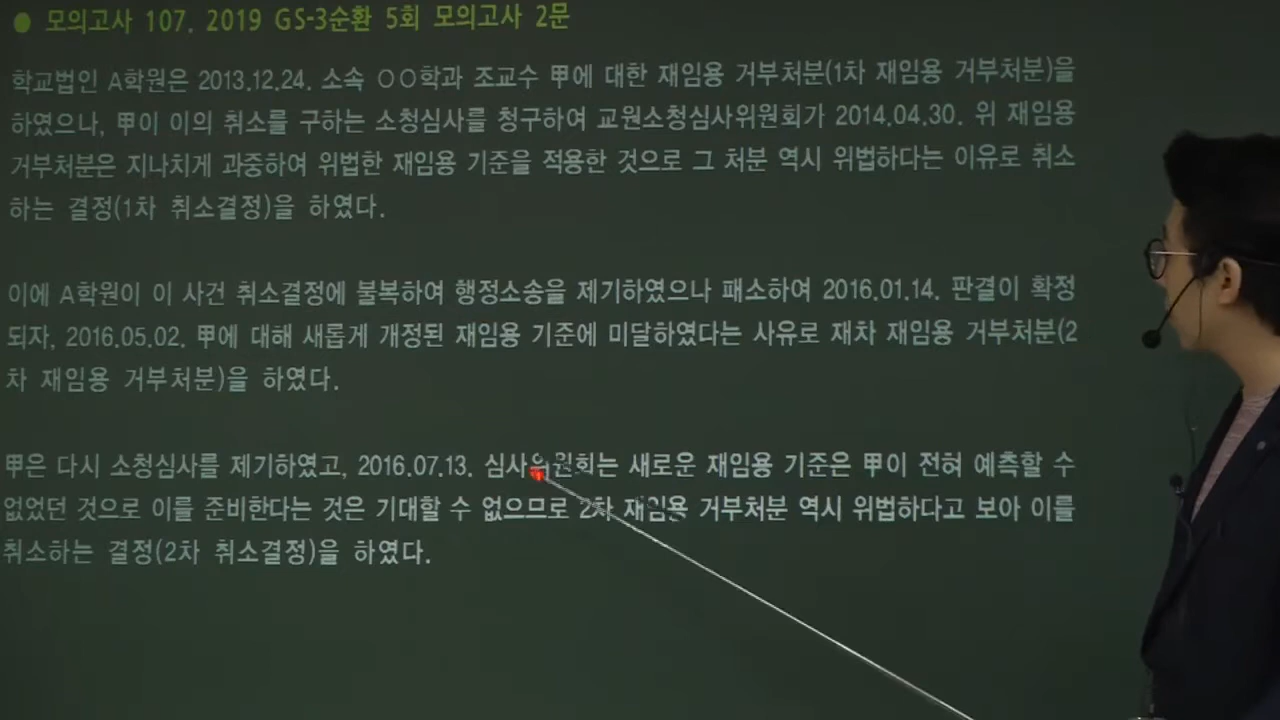 ● 모의고사 107. 2019 GS-3순환 5회 모의고사 2문
학교법인 A학원은 2013.12.24. 소속 ○○학과 조교수 甲에 대한 재임용 거부처분(1차 재임용 거부처분)을
하였으나, 甲이 이의 취소를 구하는 소청심사를 청구하여 교원소청심사위원회가 2014.04.30. 위 재임용
거부처분은 지나치게 과중하여 위법한 재임용 기준을 적용한 것으로 그 처분 역시 위법하다는 이유로 취소
하는 결정(1차 취소결정)을 하였다.
이에 A학원이 이 사건 취소결정에 불복하여 행정소송을 제기하였으나 패소하여 2016.01.14. 판결이 확정
되자, 2016.05.02. 甲에 대해 새롭게 개정된 재임용 기준에 미달하였다는 사유로 재차 재임용 거부처분(2
차 재임용 거부처분)을 하였다.
甲은 다시 소청심사를 제기하였고, 2016.07.13. 심사위원회는 새로운 재임용 기준은 甲이 전혀 예측할 수
없었던 것으로 이를 준비한다는 것은 기대할 수 없으므로 2차 재임용 거부처분 역시 위법하다고 보아 이를
취소하는 결정(2차 취소결정)을 하였다.